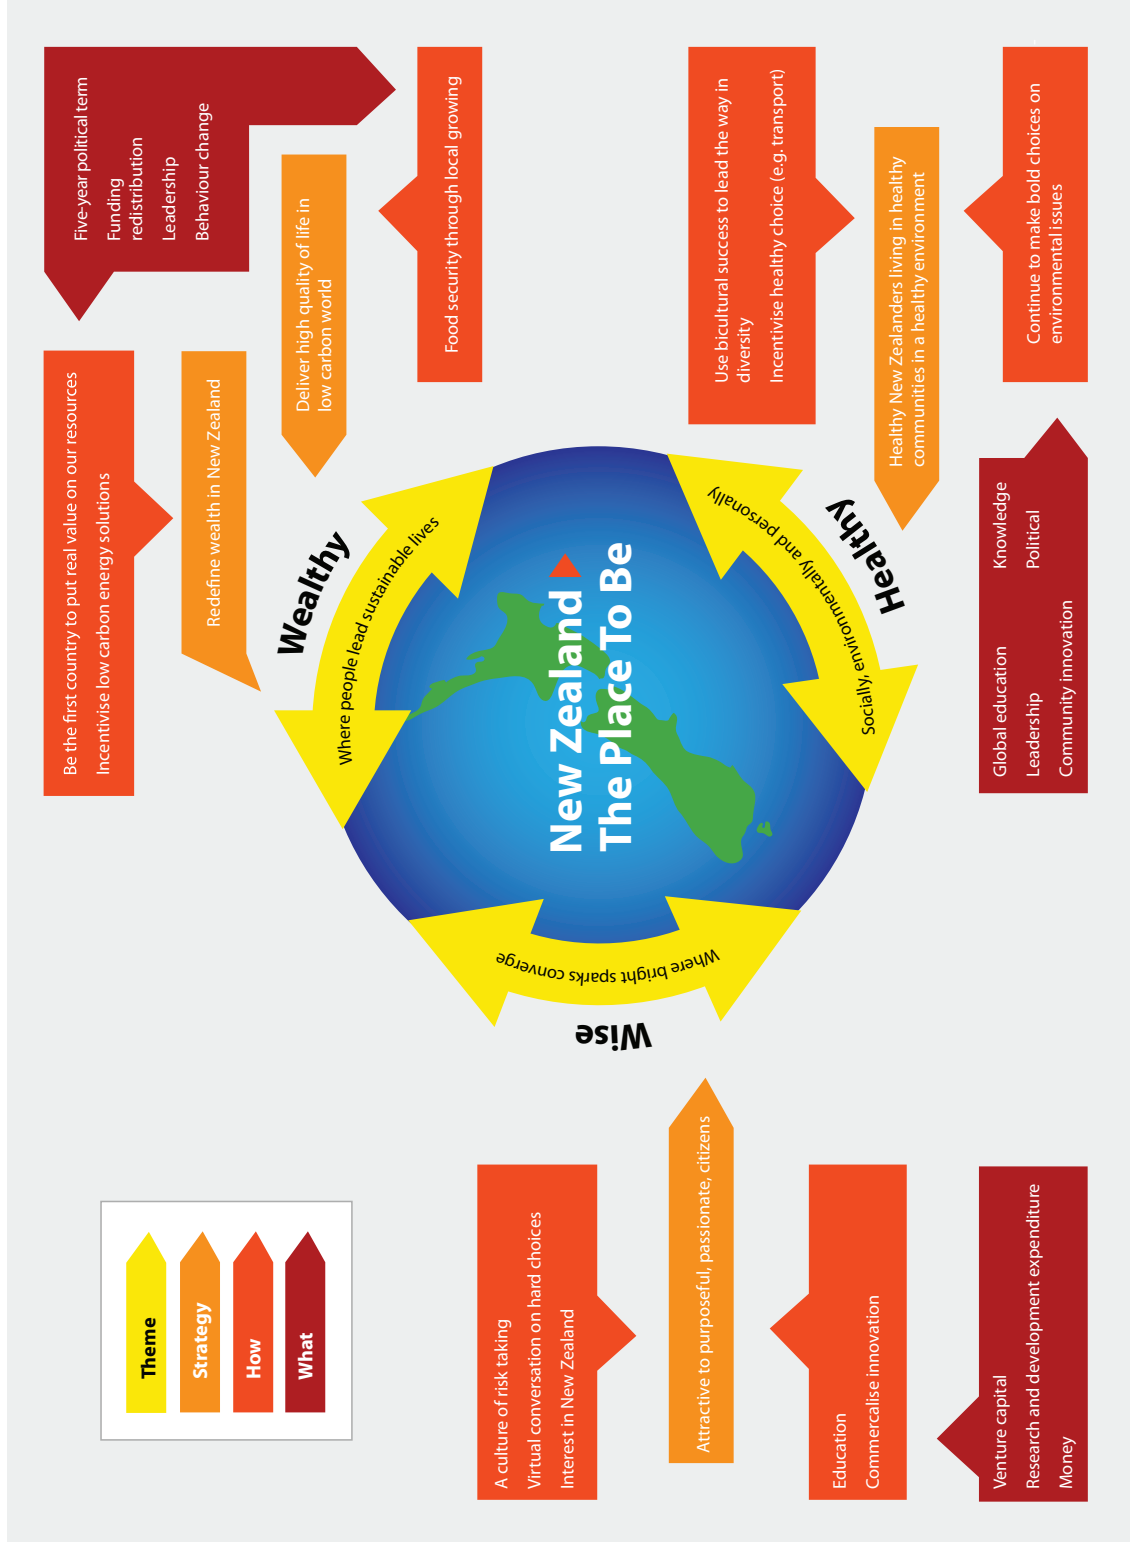 Theme
Strategy
How
What
New Zealand
The Place To Be
Wealthy
Where people lead sustainable lives
Be the first country to put real value on our resources
Incentivise low carbon energy solutions
Redefine wealth in New Zealand
Five-year political term
Funding
redistribution
Leadership
Behaviour change
Deliver high quality of life in
low carbon world
Food security through local growing
Healthy
Socially, environmentally and personally
Use bicultural success to lead the way in
diversity
Incentivise healthy choice (e.g. transport)
Healthy New Zealanders living in healthy
communities in a healthy environment
Continue to make bold choices on
environmental issues
Global education
Knowledge
Leadership
Political
Community innovation
Wise
Where bright sparks converge
A culture of risk taking
Virtual conversation on hard choices
Interest in New Zealand
Attractive to purposeful, passionate, citizens
Education
Commercalise innovation
Venture capital
Research and development expenditure
Money